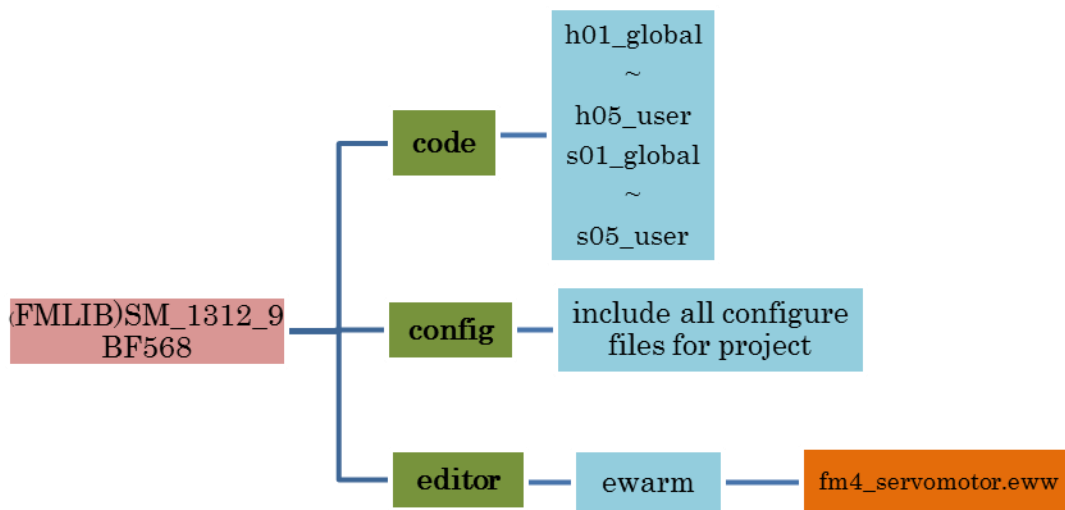 h01_global
~
h05_user
s01_global
~
s05_user
code
(FMLIB)SM_1312_9
BF568
config
include all configure
files for project
editor
ewarm
fm4_servomotor.eww